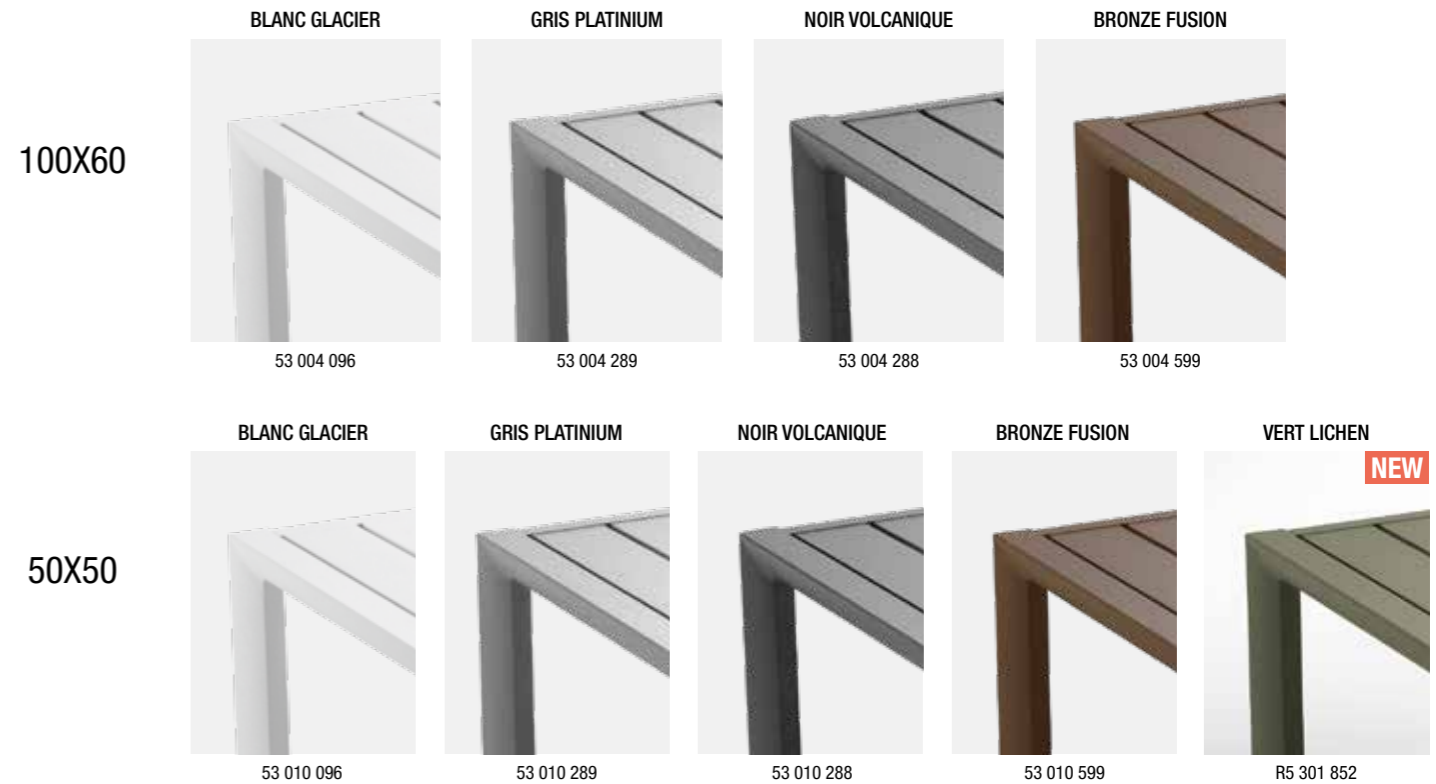 BLANC GLACIER GRIS PLATINIUM NOIR VOLCANIQUE BRONZE FUSION
100X60
53 004 096 53 004 289 53 004 288 53 004 599
BLANC GLACIER GRIS PLATINIUM NOIR VOLCANIQUE BRONZE FUSION VERT LICHEN
NEW
50X50
53 010 096 53 010 289 53 010 288 53 010 599 R5 301 852